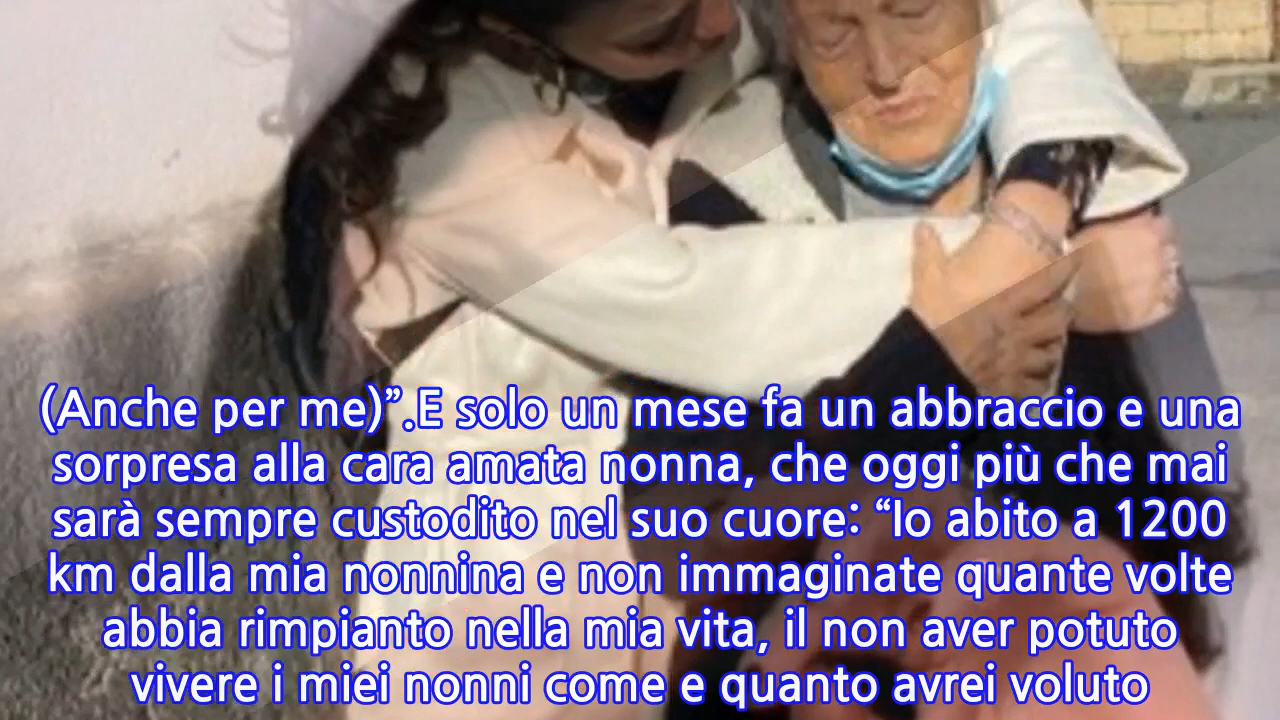 (Anche per me)”.E solo un mese fa un abbraccio e una
sorpresa alla cara amata nonna, che oggi più che mai
sarà sempre custodito nel suo cuore: “Io abito a 1200
km dalla mia nonnina e non immaginate quante volte
abbia rimpianto nella mia vita, il non aver potuto
vivere i miei nonni come e quanto avrei voluto